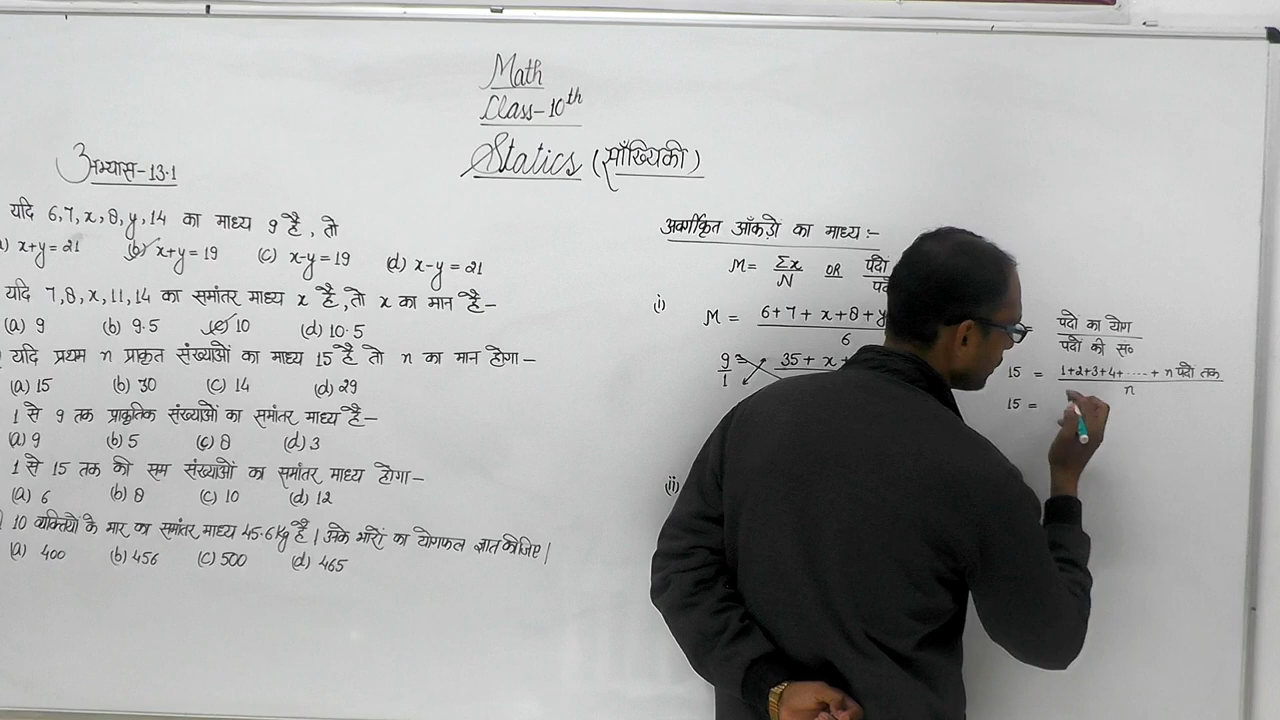 Math
Class-10th
Statics (साँख्यिकी)
अभ्यास-13.1
यदि 6,7,x,8,y,14 का माध्य 9 है, तो
) x+y=21 (b) x+y=19 (c) x-y=19 (d) x-y=21
यदि 7,8,x,11,14 का समांतर माध्य x है, तो x का मान है-
(a) 9 (b) 9.5 (c) 10 (d) 10.5
यदि प्रथम n प्राकृत संख्याओं का माध्य 15 है तो n का मान होगा-
(a) 15 (b) 30 (c) 14 (d) 29
1 से 9 तक प्राकृतिक संख्याओं का समांतर माध्य है-
(a) 9 (b) 5 (c) 8 (d) 3
1 से 15 तक की सम संख्याओं का समांतर माध्य होगा-
(a) 6 (b) 8 (c) 10 (d) 12
) 10 व्यक्तियों के भार का समांतर माध्य 45.6kg है। उनके भारों का योगफल ज्ञात कीजिए।
(a) 400 (b) 456 (c) 500 (d) 465
अवर्गीकृत आँकड़ों का माध्य:-
M= Σx/N OR पदों
(i) M = 6+7+x+8+y / 6
9/1 35+x+
(ii)
= पदों का योग / पदों की सं०
15 = 1+2+3+4+.....+n पदों तक / n
15 =